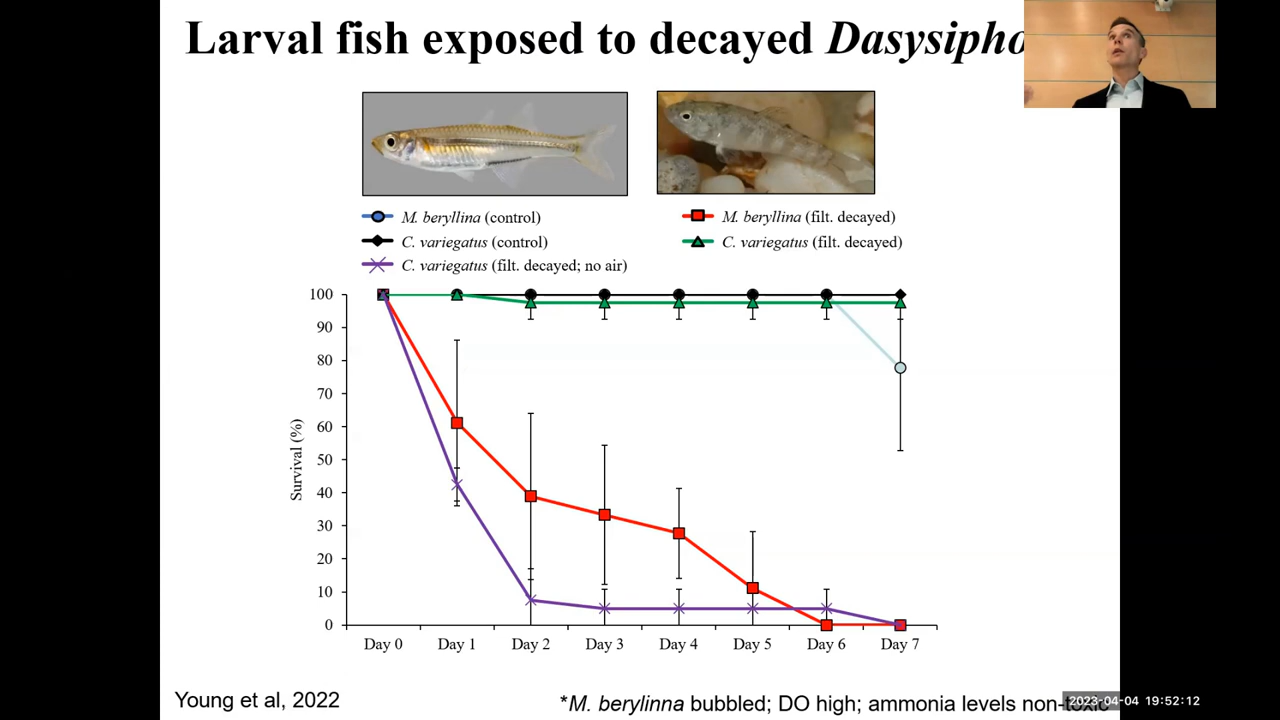 Larval fish exposed to decayed Dasysipho
M. beryllina (control)
M. beryllina (filt. decayed)
C. variegatus (control)
C. variegatus (filt. decayed)
C. variegatus (filt. decayed; no air)
100
90
80
70
60
50
40
30
20
10
0
Survival (%)
Day 0 Day 1 Day 2 Day 3 Day 4 Day 5 Day 6 Day 7
Young et al, 2022
*M. berylinna bubbled; DO high; ammonia levels non-toxic
2023-04-04 19:52:12